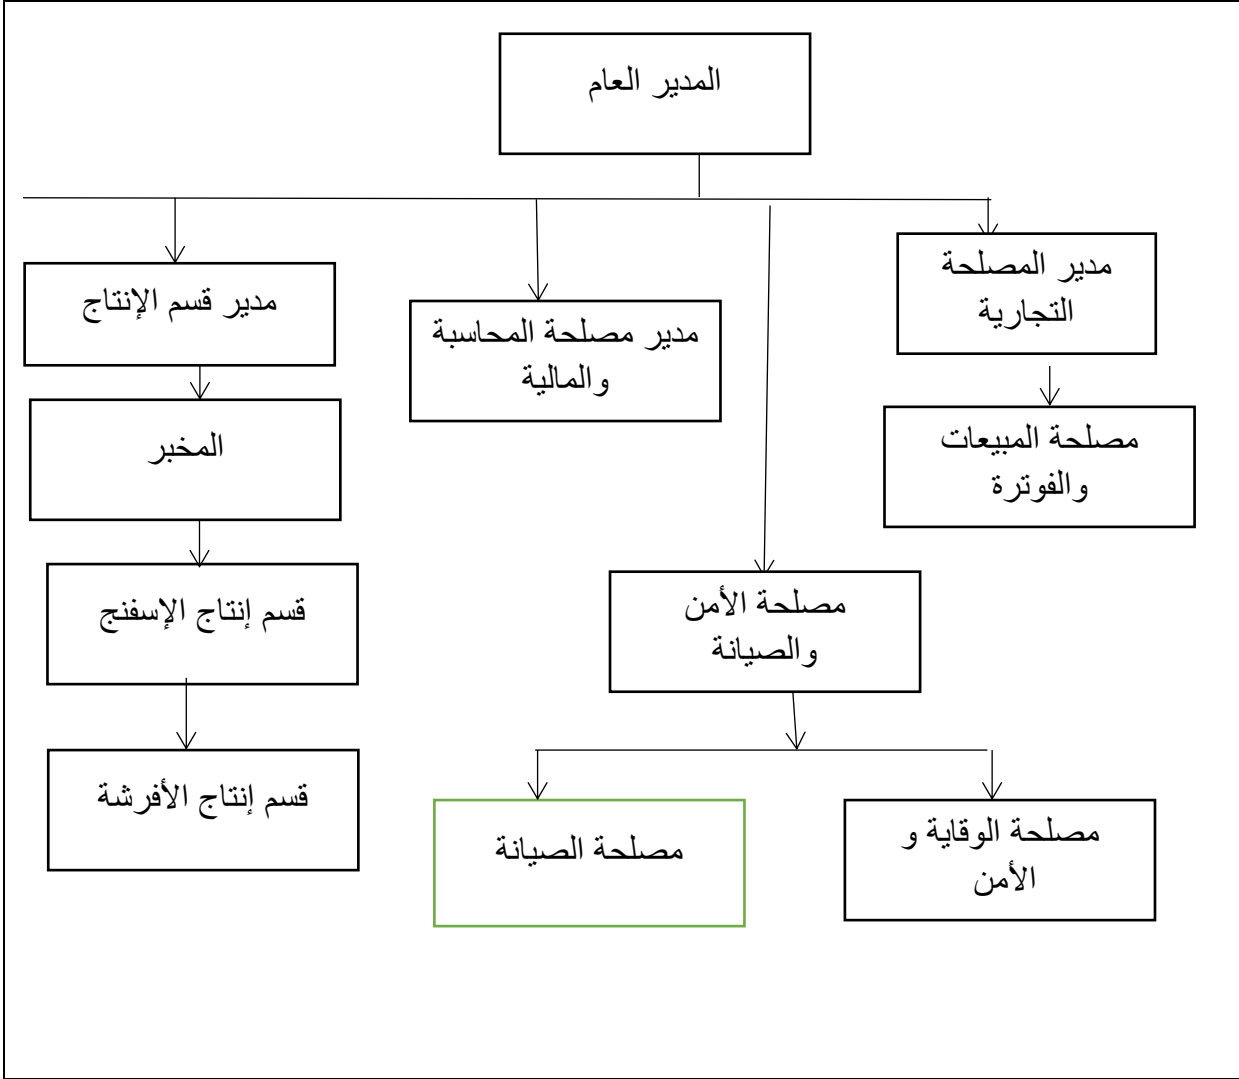 المدير العام
مدير المصلحة
التجارية
مدير قسم الإنتاج
مدير مصلحة المحاسبة
والمالية
مصلحة المبيعات
والفوترة
المخبر
مصلحة الأمن
والصيانة
قسم إنتاج الإسفنج
قسم إنتاج الأفرشة
مصلحة الوقاية و
الأمن
مصلحة الصيانة